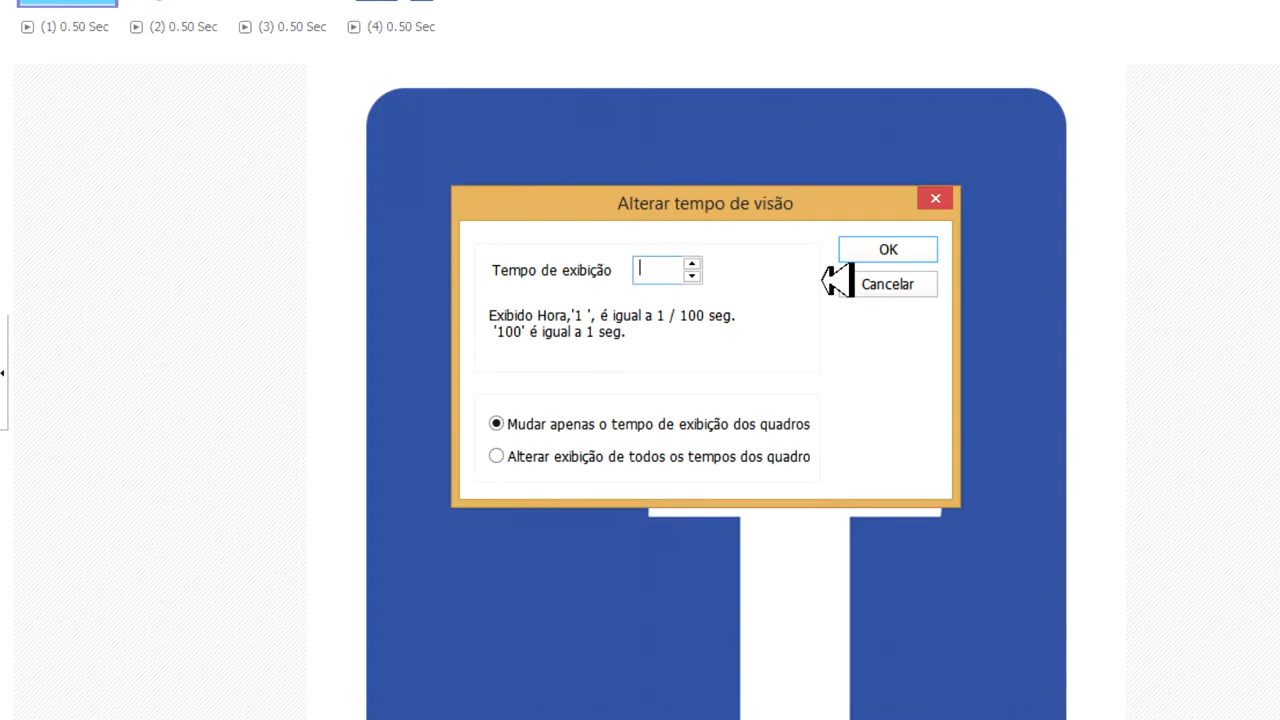 (1) 0.50 Sec (2) 0.50 Sec (3) 0.50 Sec (4) 0.50 Sec
Alterar tempo de visão
OK
Tempo de exibição
Cancelar
Exibido Hora,'1 ', é igual a 1 / 100 seg.
'100' é igual a 1 seg.
Mudar apenas o tempo de exibição dos quadros
Alterar exibição de todos os tempos dos quadro